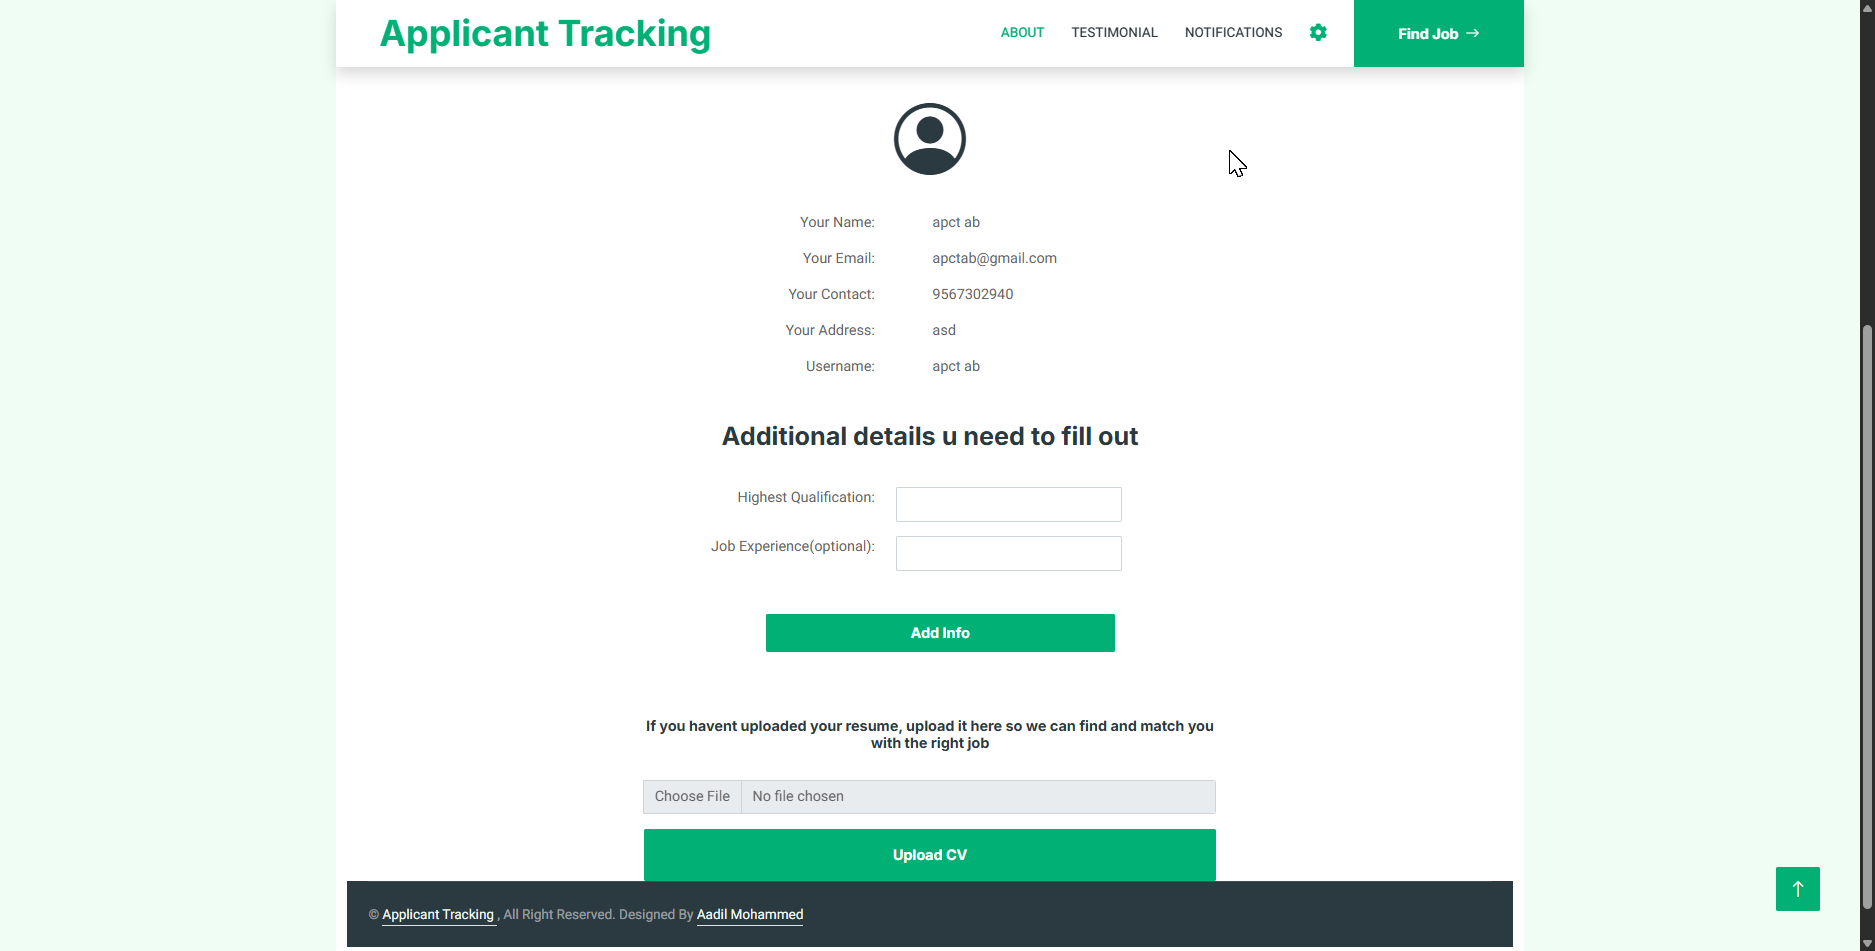 Applicant Tracking
ABOUT TESTIMONIAL NOTIFICATIONS Find Job →
Your Name: apct ab
Your Email: apctab@gmail.com
Your Contact: 9567302940
Your Address: asd
Username: apct ab
Additional details u need to fill out
Highest Qualification:
Job Experience(optional):
Add Info
If you havent uploaded your resume, upload it here so we can find and match you
with the right job
Choose File No file chosen
Upload CV
© Applicant Tracking , All Right Reserved. Designed By Aadil Mohammed